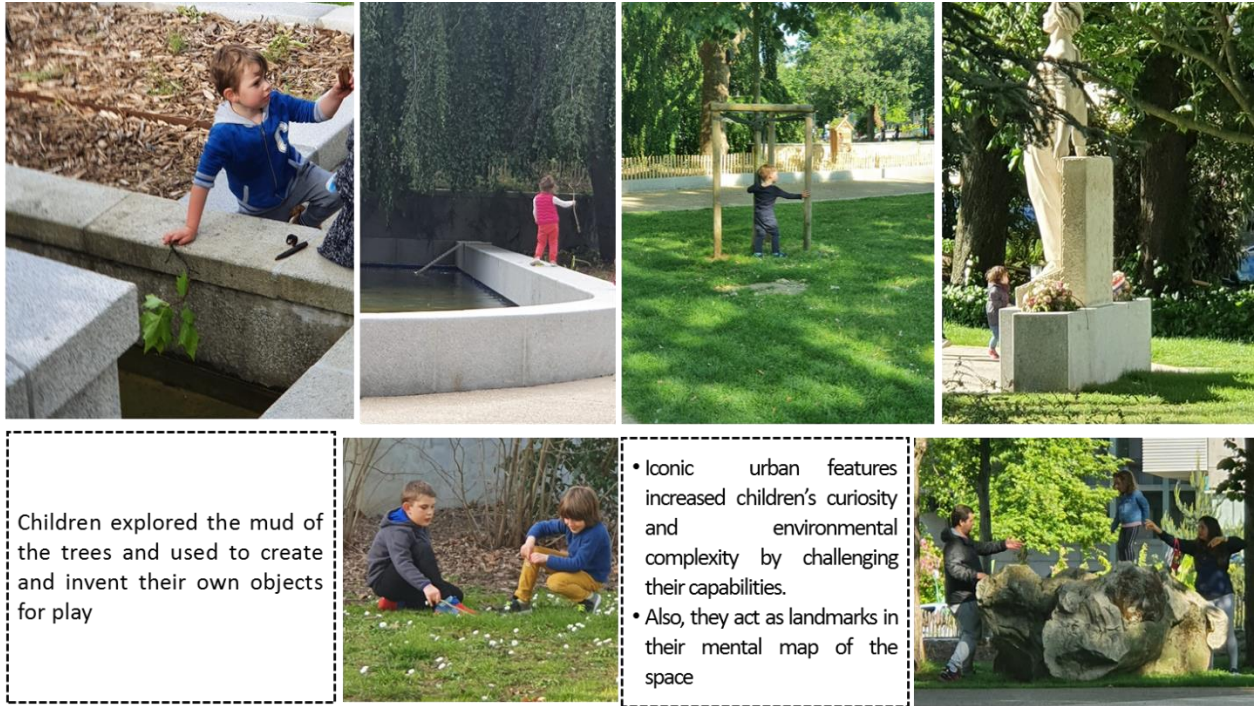 Children explored the mud of
the trees and used to create
and invent their own objects
for play
• Iconic urban features
increased children’s curiosity
and environmental
complexity by challenging
their capabilities.
• Also, they act as landmarks in
their mental map of the
space